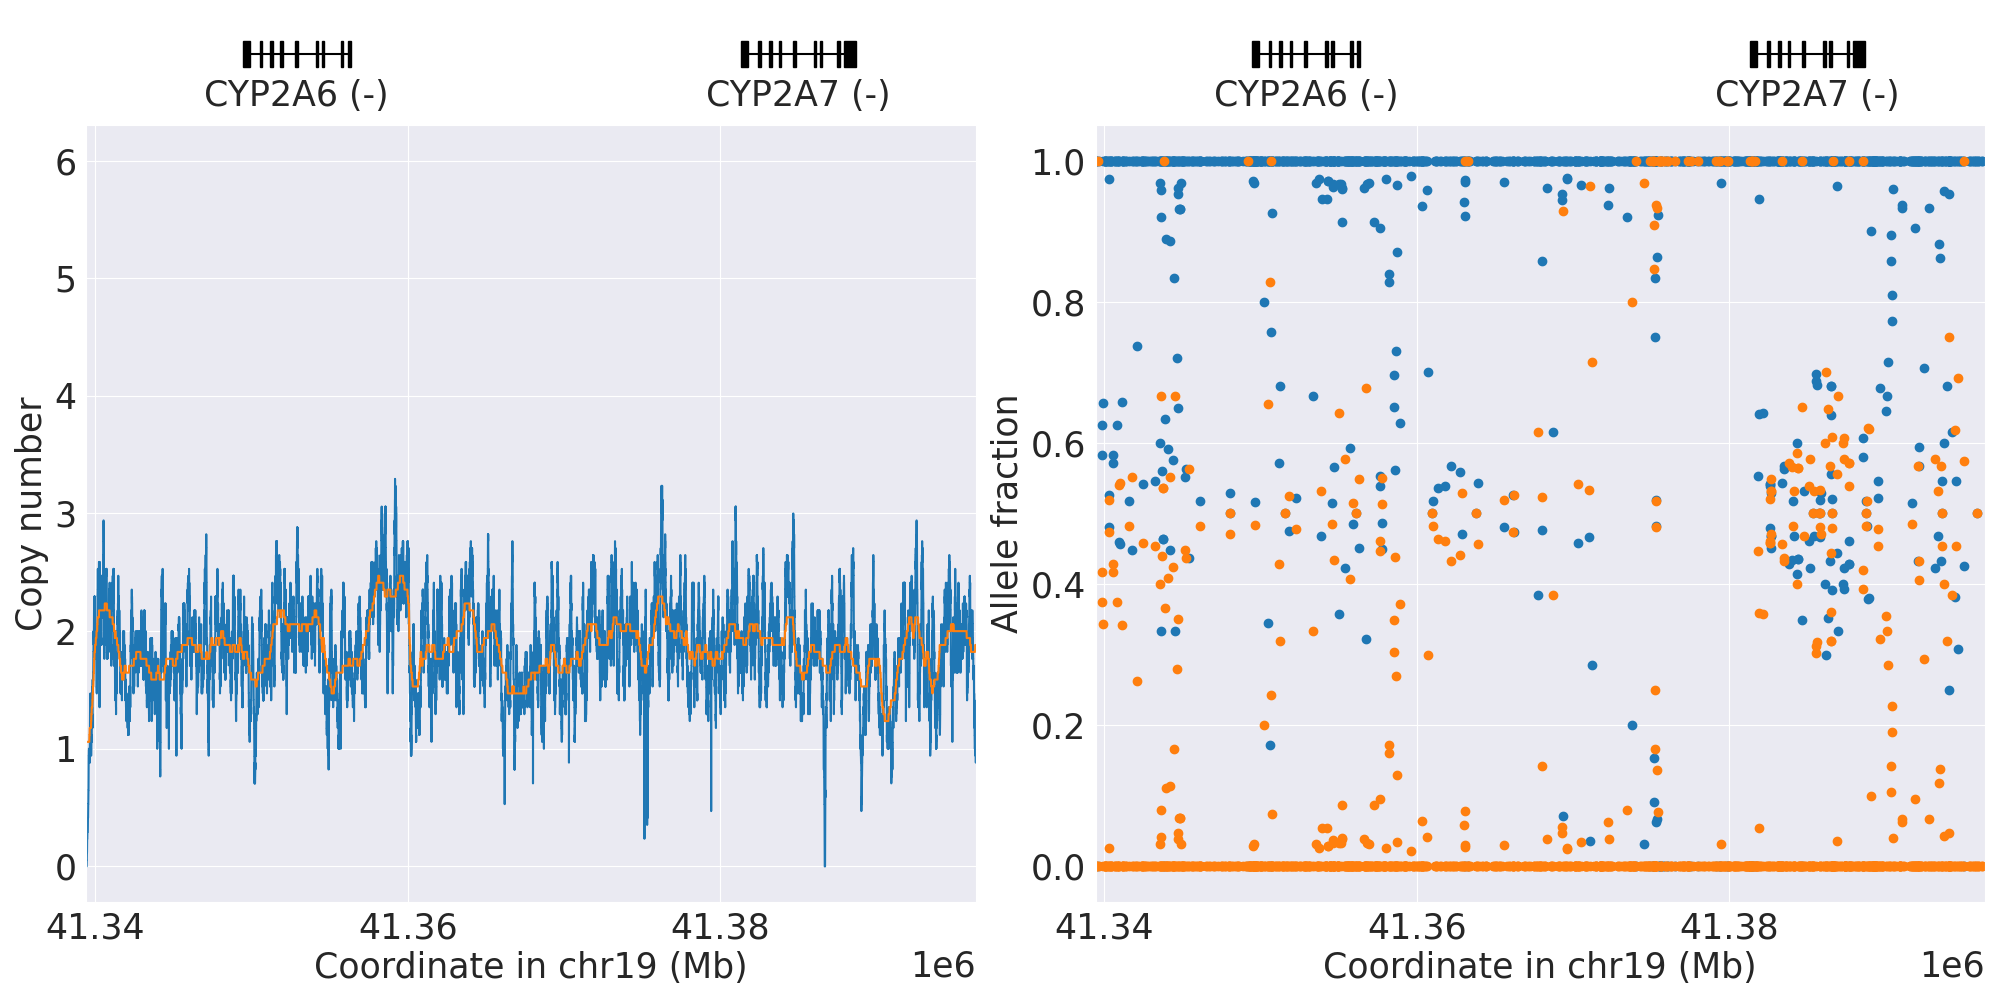 CYP2A6 (-)
CYP2A7 (-)
6
5
4
3
2
1
0
Copy number
41.34
41.36
41.38
Coordinate in chr19 (Mb)
1e6
CYP2A6 (-)
CYP2A7 (-)
1.0
0.8
0.6
0.4
0.2
0.0
Allele fraction
41.34
41.36
41.38
Coordinate in chr19 (Mb)
1e6